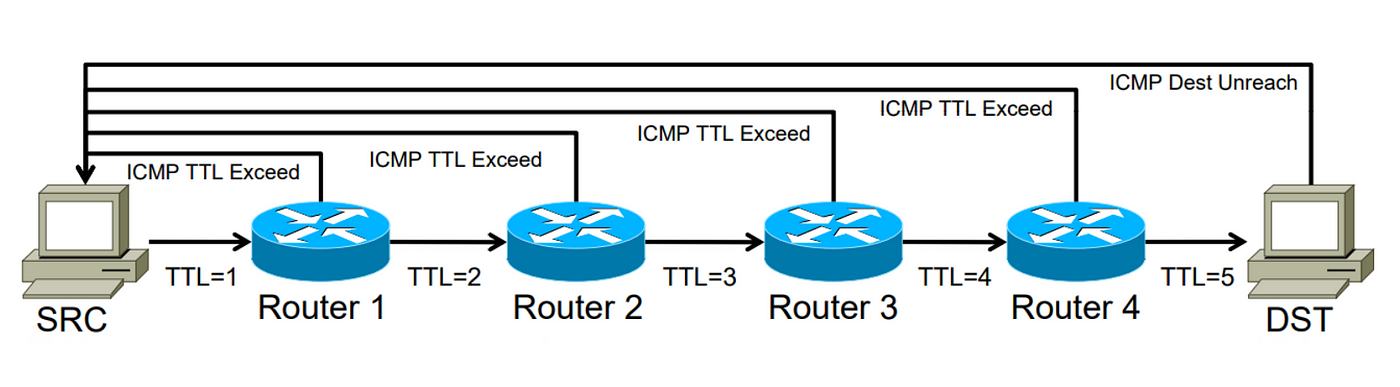 ICMP Dest Unreach
ICMP TTL Exceed
ICMP TTL Exceed
ICMP TTL Exceed
ICMP TTL Exceed
TTL=1
TTL=2
TTL=3
TTL=4
TTL=5
SRC
Router 1
Router 2
Router 3
Router 4
DST